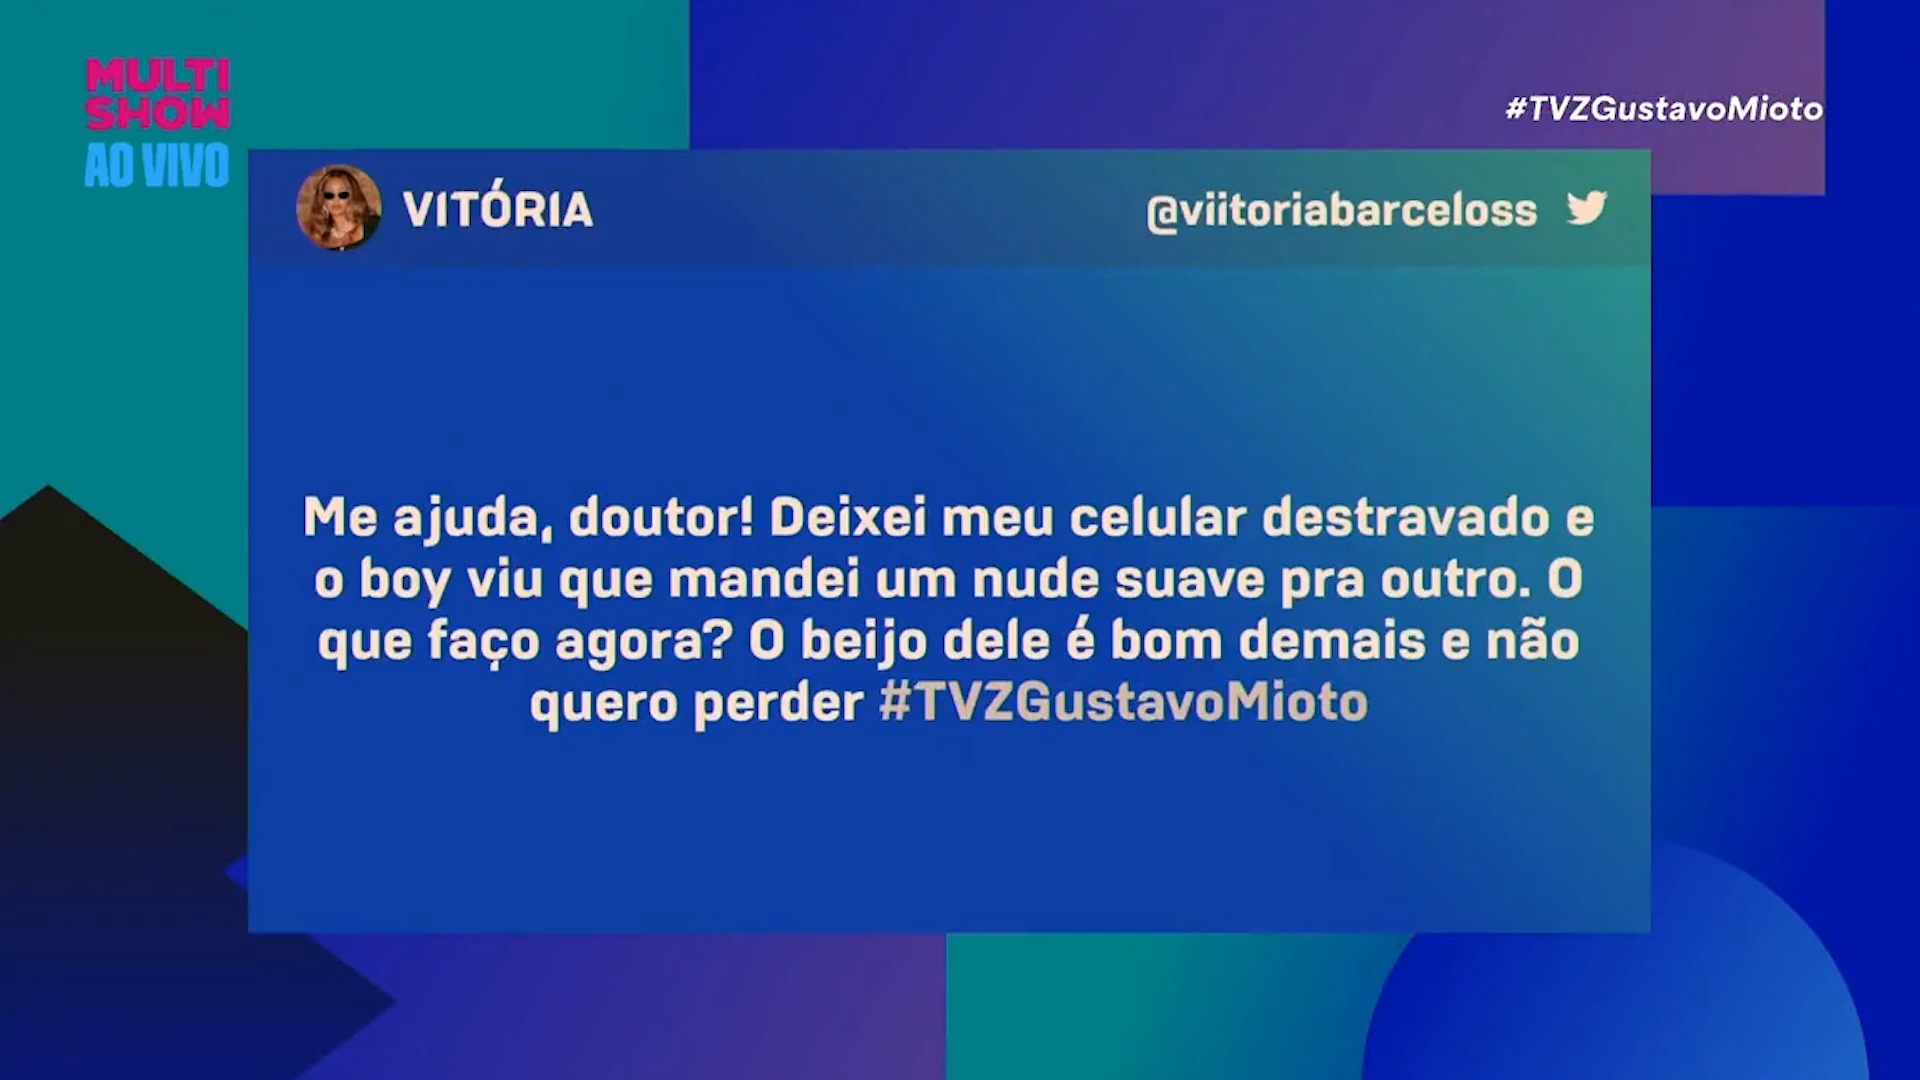 MULTI
SHOW
AO VIVO
#TVZGustavoMioto
VITÓRIA
@viitoriabarceloss
Me ajuda, doutor! Deixei meu celular destravado e
o boy viu que mandei um nude suave pra outro. O
que faço agora? O beijo dele é bom demais e não
quero perder #TVZGustavoMioto